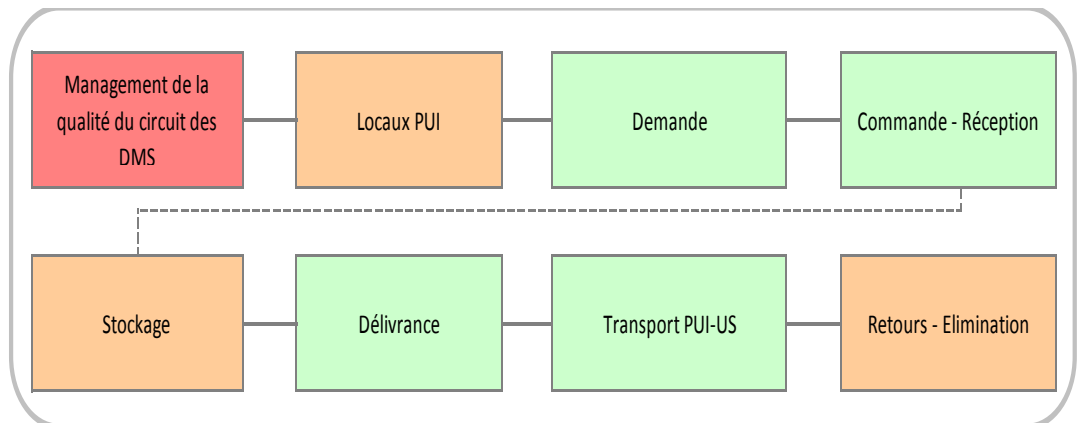 Management de la
qualité du circuit des
DMS
Locaux PUI
Demande
Commande - Réception
Stockage
Délivrance
Transport PUI-US
Retours - Elimination